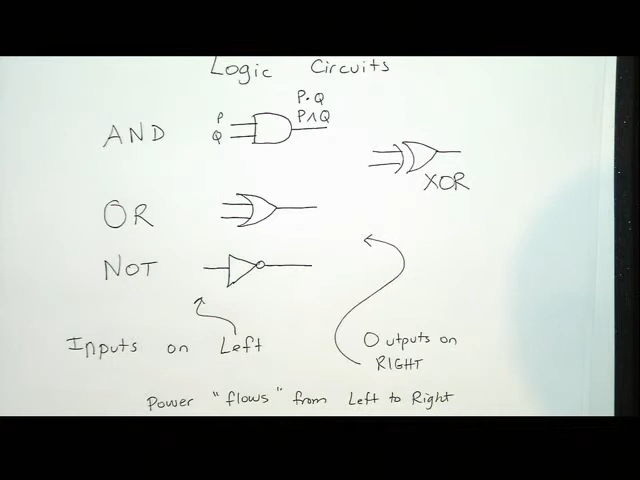 Logic Circuits
P•Q
P∧Q
P
Q
AND
XOR
OR
NOT
Inputs on Left
Outputs on
RIGHT
Power "flows" from Left to Right